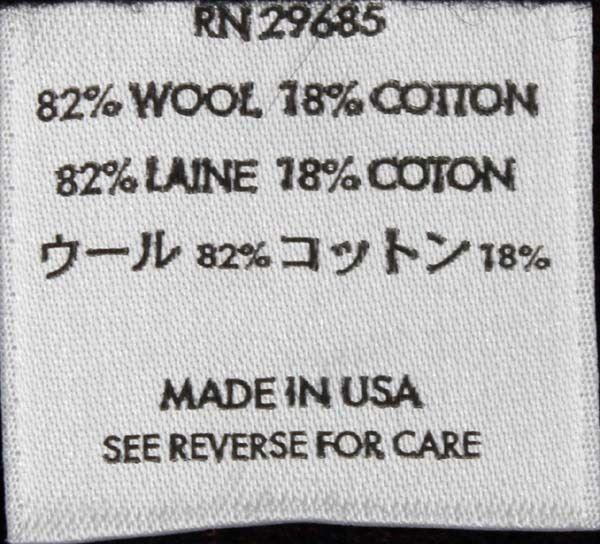 RN 29685
82% WOOL 18% COTTON
82% LAINE 18% COTON
ウール 82% コットン 18%
MADE IN USA
SEE REVERSE FOR CARE